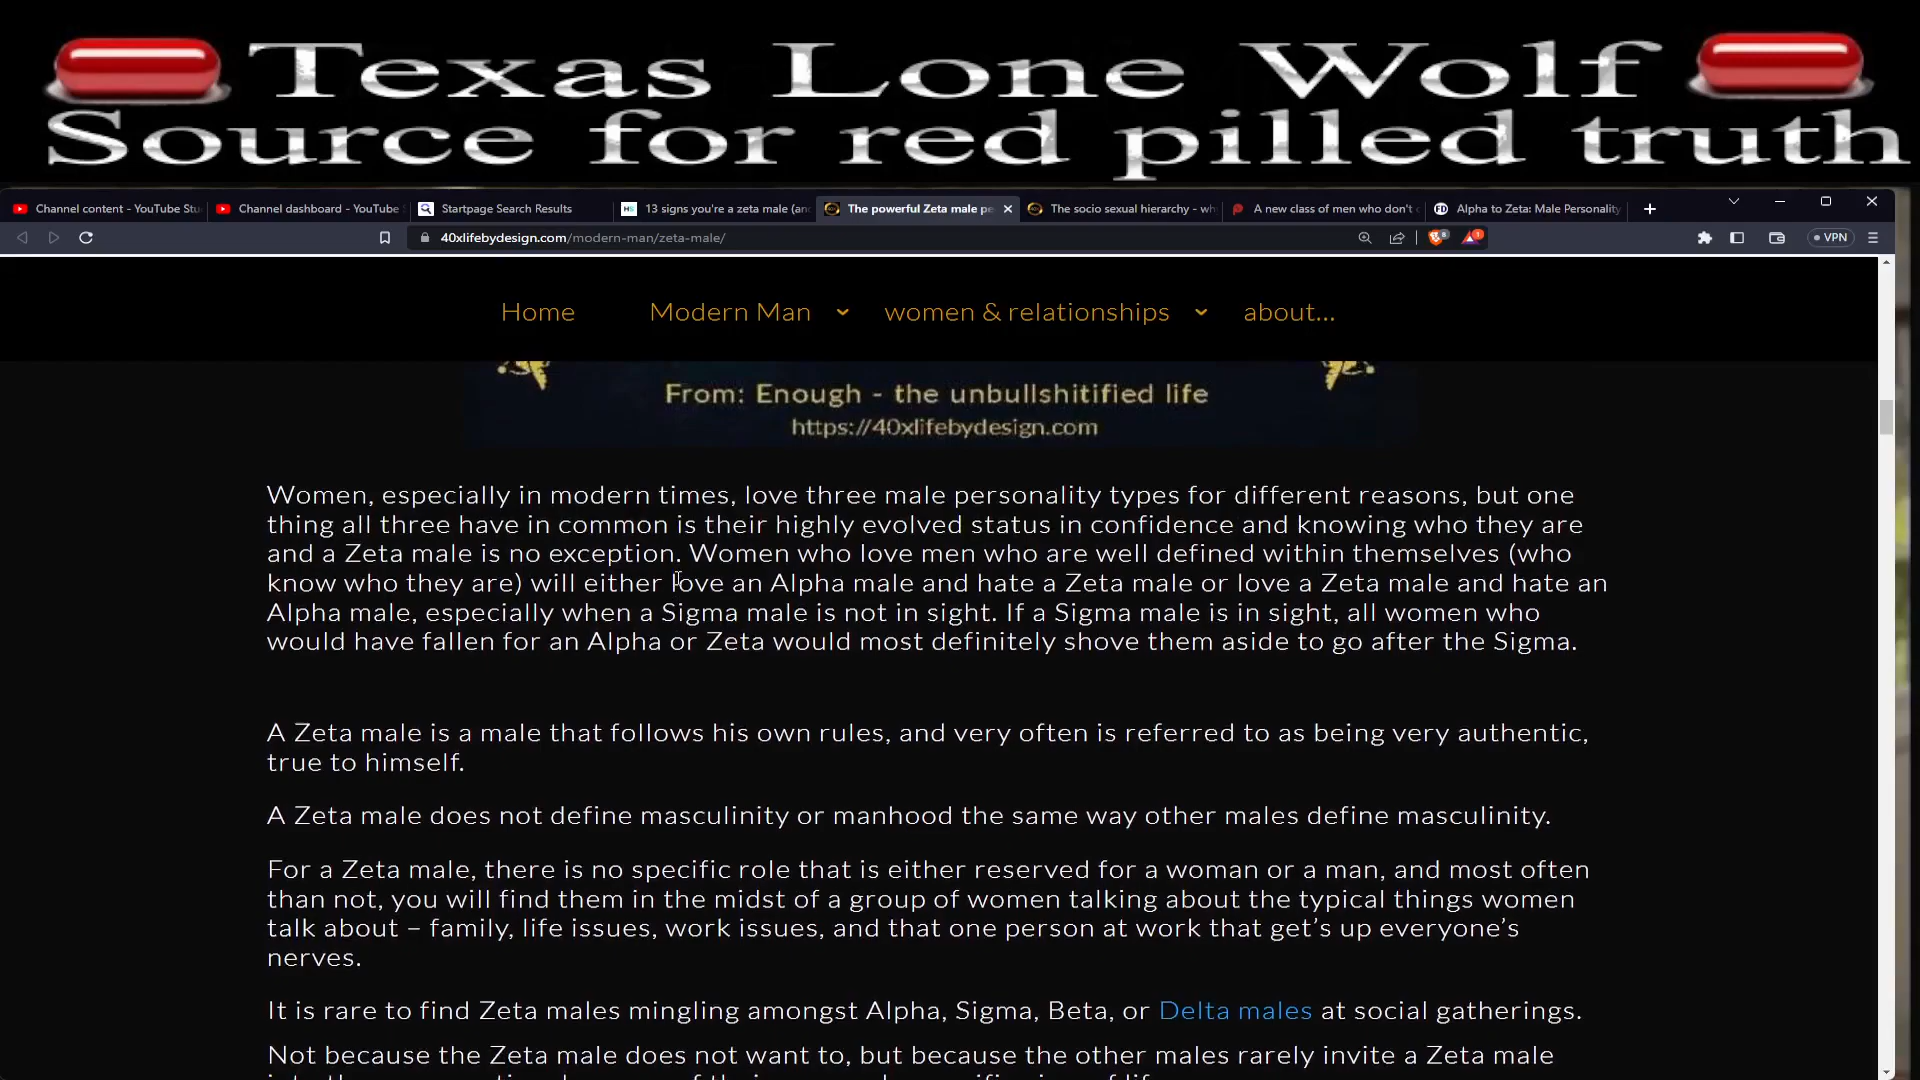 Texas Lone Wolf
Source for red pilled truth
Channel content - YouTube Stu
Channel dashboard - YouTube
Startpage Search Results
13 signs you're a zeta male (an
The powerful Zeta male pe
The socio sexual hierarchy - wh
A new class of men who don't
FD Alpha to Zeta: Male Personality
40xlifebydesign.com/modern-man/zeta-male/
VPN
Home
Modern Man
women & relationships
about...
From: Enough - the unbullshitified life
https://40xlifebydesign.com
Women, especially in modern times, love three male personality types for different reasons, but one
thing all three have in common is their highly evolved status in confidence and knowing who they are
and a Zeta male is no exception. Women who love men who are well defined within themselves (who
know who they are) will either love an Alpha male and hate a Zeta male or love a Zeta male and hate an
Alpha male, especially when a Sigma male is not in sight. If a Sigma male is in sight, all women who
would have fallen for an Alpha or Zeta would most definitely shove them aside to go after the Sigma.
A Zeta male is a male that follows his own rules, and very often is referred to as being very authentic,
true to himself.
A Zeta male does not define masculinity or manhood the same way other males define masculinity.
For a Zeta male, there is no specific role that is either reserved for a woman or a man, and most often
than not, you will find them in the midst of a group of women talking about the typical things women
talk about – family, life issues, work issues, and that one person at work that get's up everyone's
nerves.
It is rare to find Zeta males mingling amongst Alpha, Sigma, Beta, or Delta males at social gatherings.
Not because the Zeta male does not want to, but because the other males rarely invite a Zeta male